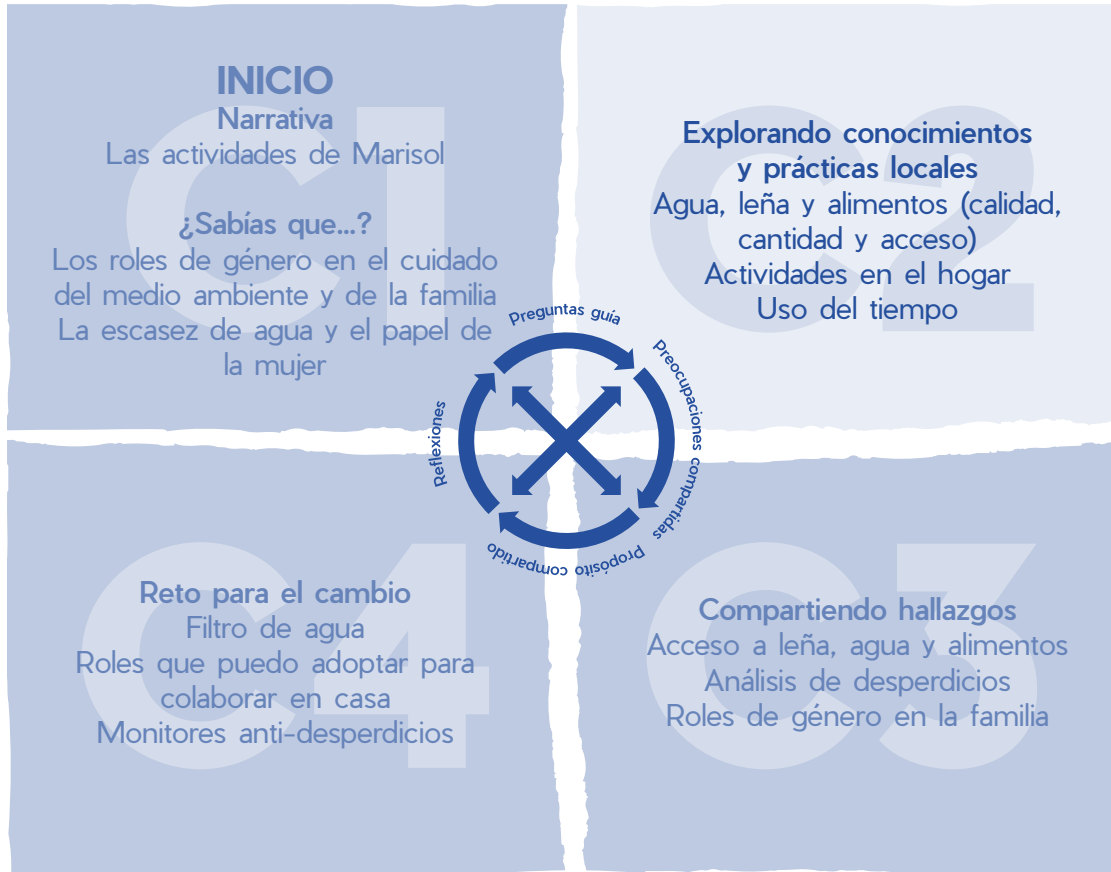 C1
INICIO
Narrativa
Las actividades de Marisol
¿Sabías que...?
Los roles de género en el cuidado
del medio ambiente y de la familia
La escasez de agua y el papel de
la mujer
C2
Explorando conocimientos
y prácticas locales
Agua, leña y alimentos (calidad,
cantidad y acceso)
Actividades en el hogar
Uso del tiempo
Preguntas guía
Preocupaciones compartidas
Propósito compartido
Reflexiones
C4
Reto para el cambio
Filtro de agua
Roles que puedo adoptar para
colaborar en casa
Monitores anti-desperdicios
C3
Compartiendo hallazgos
Acceso a leña, agua y alimentos
Análisis de desperdicios
Roles de género en la familia